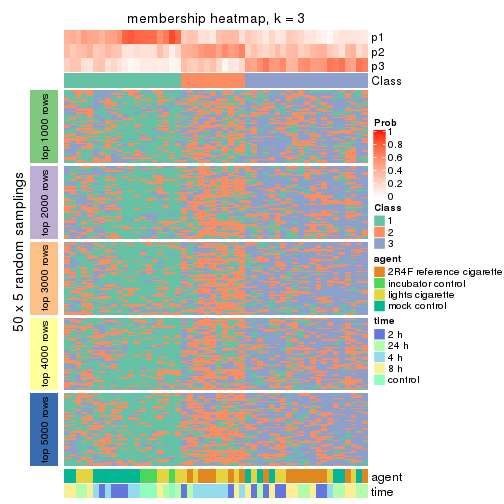 membership heatmap, k = 3
p1
p2
p3
Class
50 x 5 random samplings
top 1000 rows
top 2000 rows
top 3000 rows
top 4000 rows
top 5000 rows
agent
time
Prob
1
0.8
0.6
0.4
0.2
0
Class
1
2
3
agent
2R4F reference cigarette
incubator control
lights cigarette
mock control
time
2 h
24 h
4 h
8 h
control